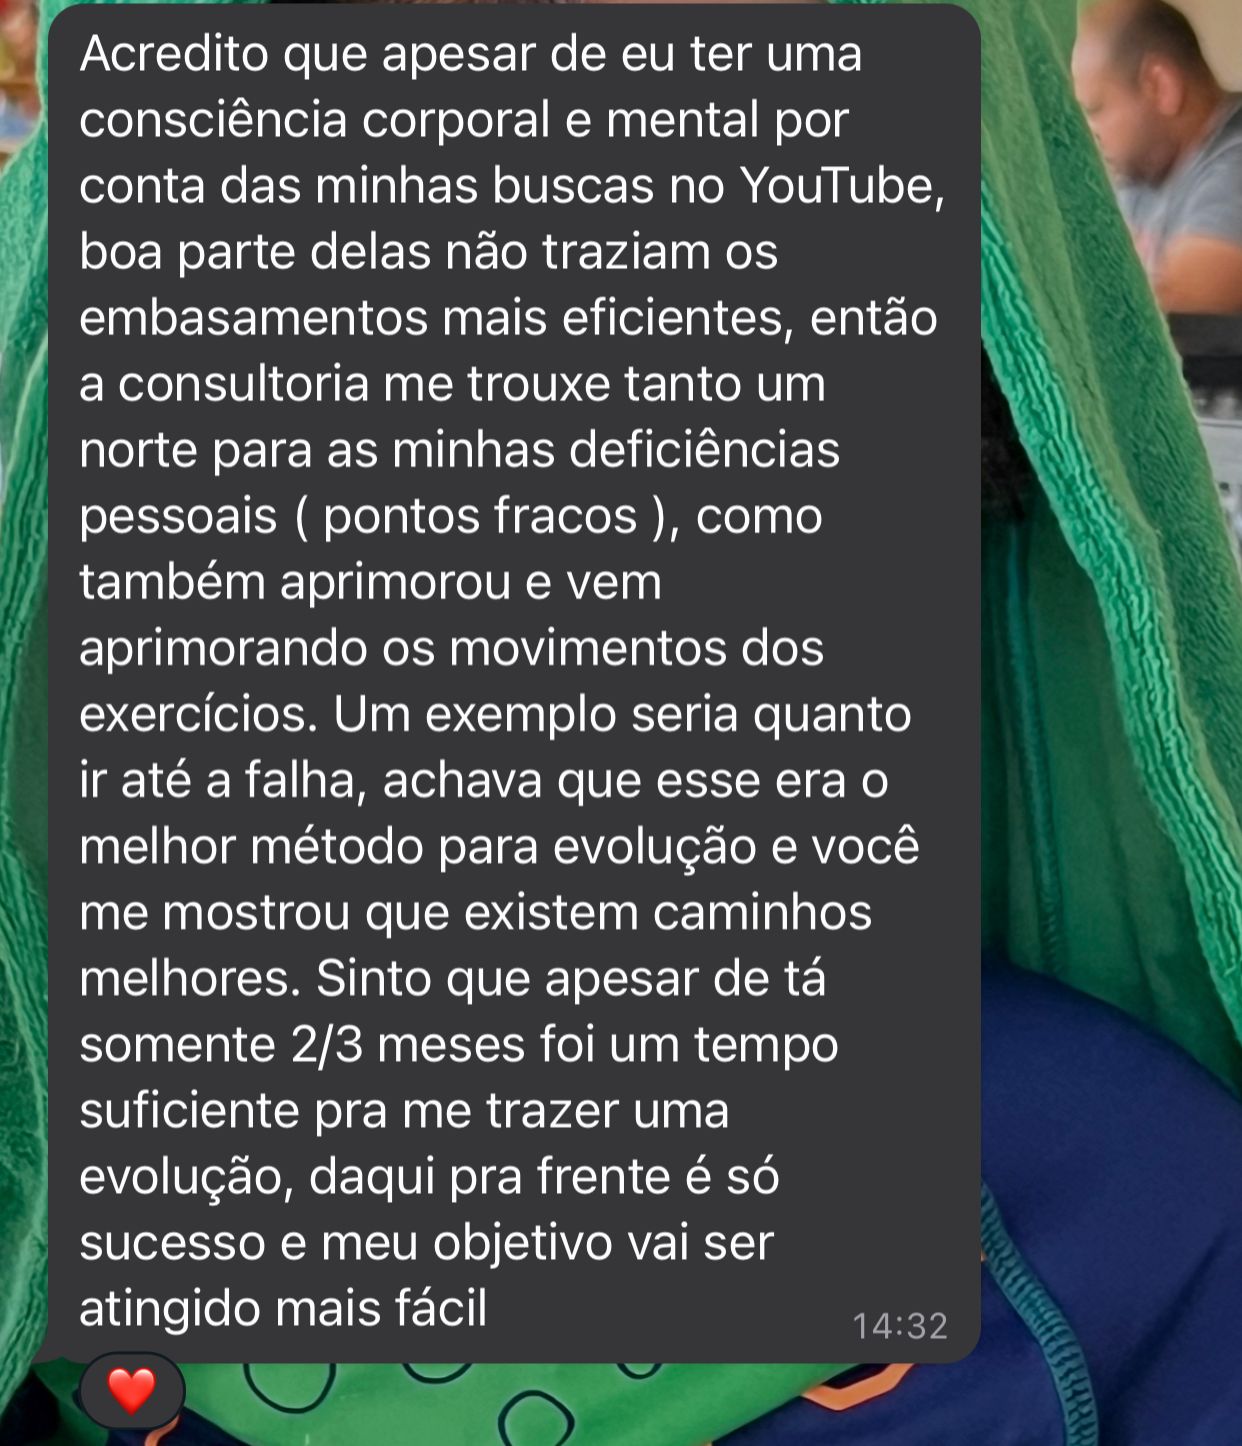 Acredito que apesar de eu ter uma
consciência corporal e mental por
conta das minhas buscas no YouTube,
boa parte delas não traziam os
embasamentos mais eficientes, então
a consultoria me trouxe tanto um
norte para as minhas deficiências
pessoais ( pontos fracos ), como
também aprimorou e vem
aprimorando os movimentos dos
exercícios. Um exemplo seria quanto
ir até a falha, achava que esse era o
melhor método para evolução e você
me mostrou que existem caminhos
melhores. Sinto que apesar de tá
somente 2/3 meses foi um tempo
suficiente pra me trazer uma
evolução, daqui pra frente é só
sucesso e meu objetivo vai ser
atingido mais fácil
14:32